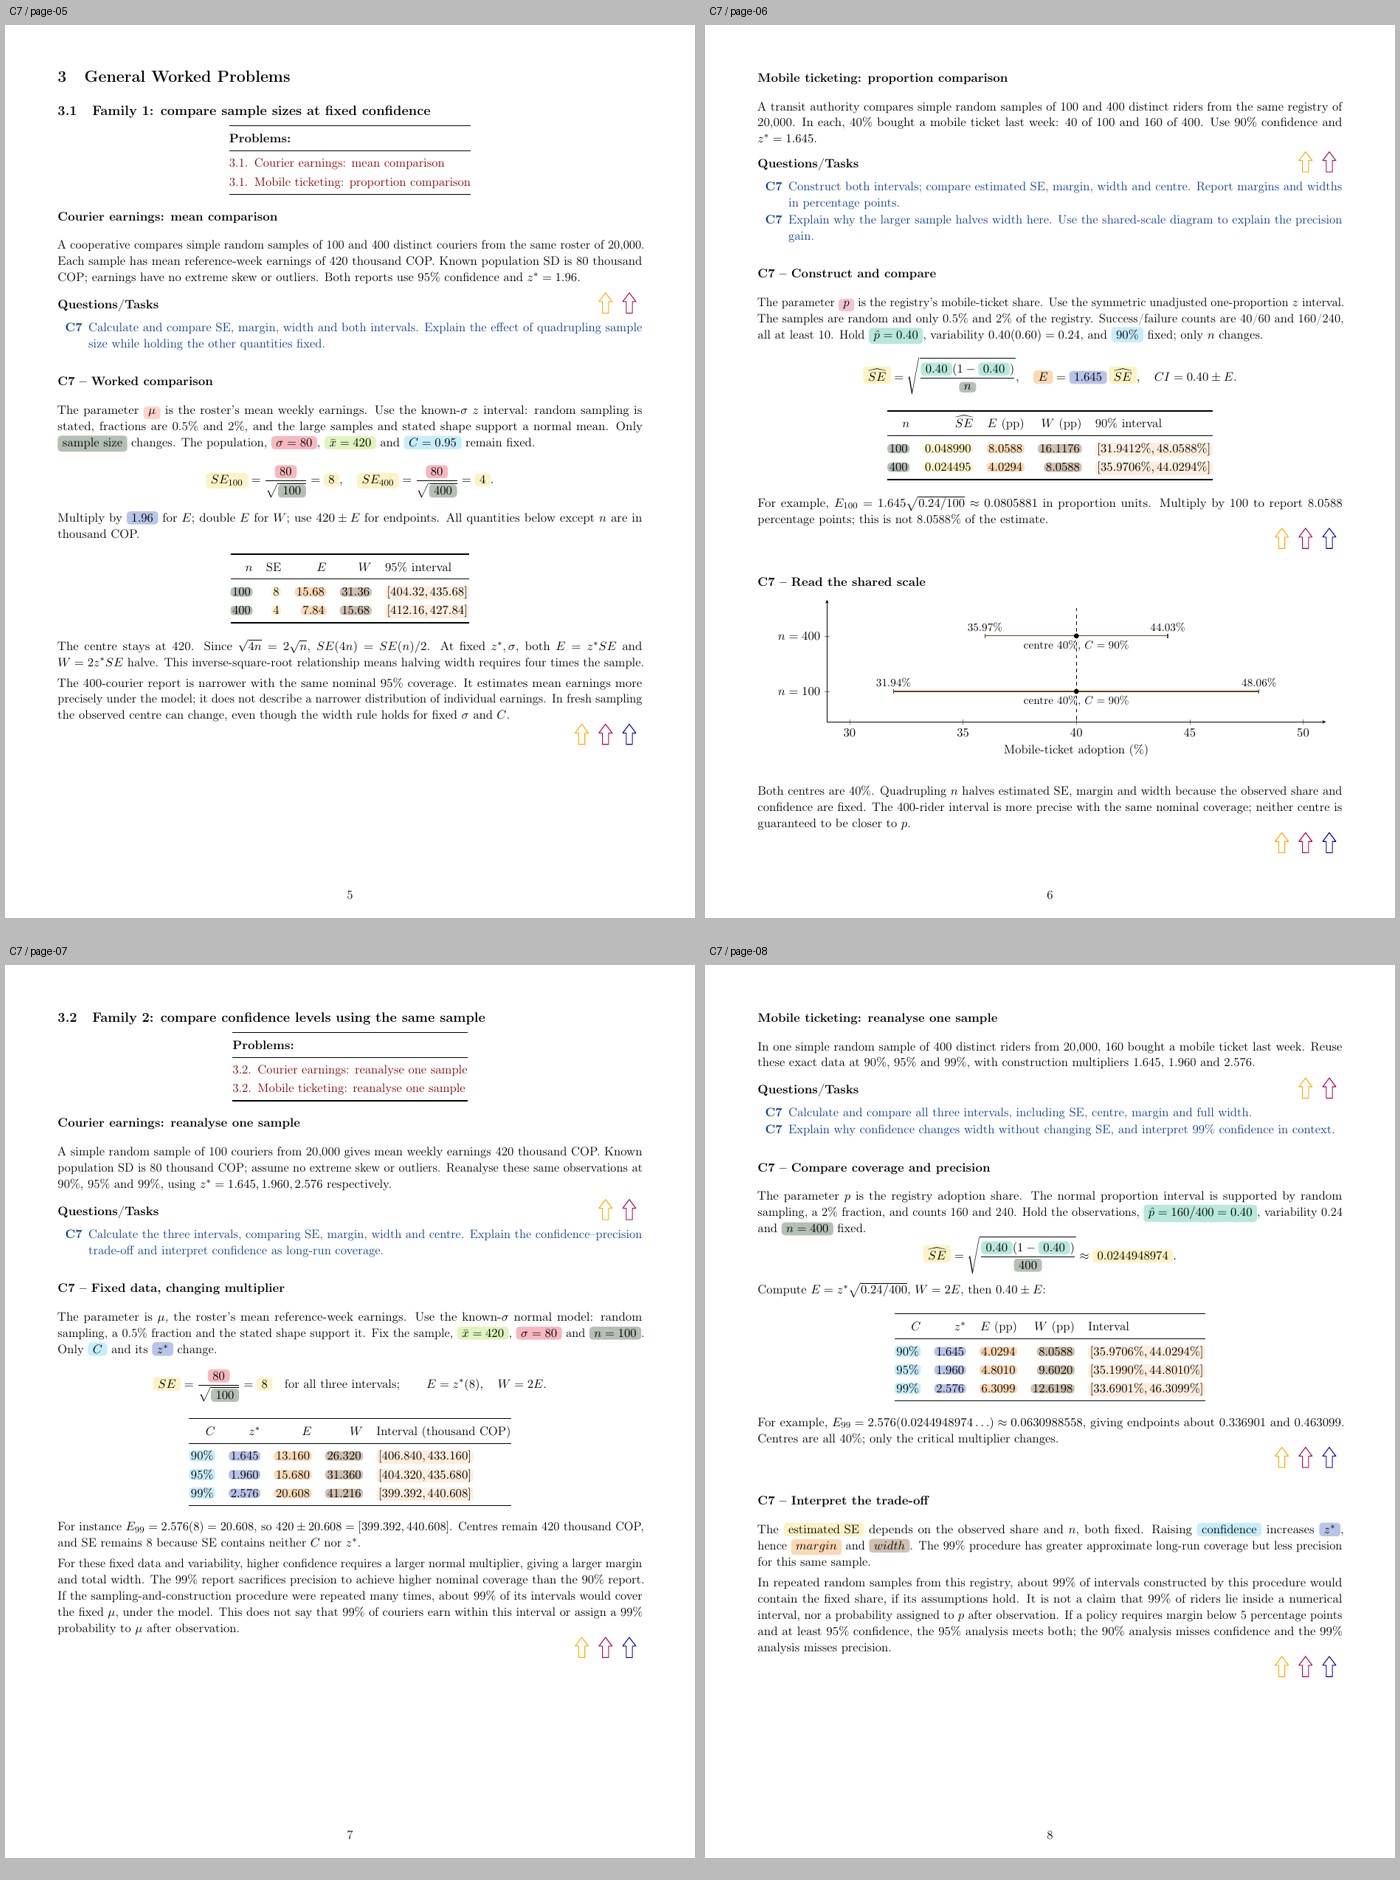 C7 / page-05
3 General Worked Problems
3.1 Family 1: compare sample sizes at fixed confidence
Problems:
3.1. Courier earnings: mean comparison
3.1. Mobile ticketing: proportion comparison
Courier earnings: mean comparison
A cooperative compares simple random samples of 100 and 400 distinct couriers from the same roster of 20,000.
Each sample has mean reference-week earnings of 420 thousand COP. Known population SD is 80 thousand
COP; earnings have no extreme skew or outliers. Both reports use 95% confidence and z* = 1.96.
Questions/Tasks
C7 Calculate and compare SE, margin, width and both intervals. Explain the effect of quadrupling sample
size while holding the other quantities fixed.
C7 – Worked comparison
The parameter μ is the roster's mean weekly earnings. Use the known-σ z interval: random sampling is
stated, fractions are 0.5% and 2%, and the large samples and stated shape support a normal mean. Only
sample size changes. The population, σ = 80, x̄ = 420 and C = 0.95 remain fixed.
SE₁₀₀ = 80/√100 = 8, SE₄₀₀ = 80/√400 = 4.
Multiply by 1.96 for E; double E for W; use 420 ± E for endpoints. All quantities below except n are in
thousand COP.
n SE E W 95% interval
100 8 15.68 31.36 [404.32, 435.68]
400 4 7.84 15.68 [412.16, 427.84]
The centre stays at 420. Since √4n = 2√n, SE(4n) = SE(n)/2. At fixed z*, σ, both E = z*SE and
W = 2z*SE halve. This inverse-square-root relationship means halving width requires four times the sample.
The 400-courier report is narrower with the same nominal 95% coverage. It estimates mean earnings more
precisely under the model; it does not describe a narrower distribution of individual earnings. In fresh sampling
the observed centre can change, even though the width rule holds for fixed σ and C.
5
C7 / page-06
Mobile ticketing: proportion comparison
A transit authority compares simple random samples of 100 and 400 distinct riders from the same registry of
20,000. In each, 40% bought a mobile ticket last week: 40 of 100 and 160 of 400. Use 90% confidence and
z* = 1.645.
Questions/Tasks
C7 Construct both intervals; compare estimated SE, margin, width and centre. Report margins and widths
in percentage points.
C7 Explain why the larger sample halves width here. Use the shared-scale diagram to explain the precision
gain.
C7 – Construct and compare
The parameter p is the registry's mobile-ticket share. Use the symmetric unadjusted one-proportion z interval.
The samples are random and only 0.5% and 2% of the registry. Success/failure counts are 40/60 and 160/240,
all at least 10. Hold p̂ = 0.40, variability 0.40(0.60) = 0.24, and 90% fixed; only n changes.
ŜE = √(0.40 (1 − 0.40)/n), E = 1.645 ŜE, CI = 0.40 ± E.
n ŜE E (pp) W (pp) 90% interval
100 0.048990 8.0588 16.1176 [31.9412%, 48.0588%]
400 0.024495 4.0294 8.0588 [35.9706%, 44.0294%]
For example, E₁₀₀ = 1.645√0.24/100 ≈ 0.0805881 in proportion units. Multiply by 100 to report 8.0588
percentage points; this is not 8.0588% of the estimate.
C7 – Read the shared scale
n = 400
35.97%
44.03%
centre 40%, C = 90%
n = 100
31.94%
48.06%
centre 40%, C = 90%
30 35 40 45 50
Mobile-ticket adoption (%)
Both centres are 40%. Quadrupling n halves estimated SE, margin and width because the observed share and
confidence are fixed. The 400-rider interval is more precise with the same nominal coverage; neither centre is
guaranteed to be closer to p.
6
C7 / page-07
3.2 Family 2: compare confidence levels using the same sample
Problems:
3.2. Courier earnings: reanalyse one sample
3.2. Mobile ticketing: reanalyse one sample
Courier earnings: reanalyse one sample
A simple random sample of 100 couriers from 20,000 gives mean weekly earnings 420 thousand COP. Known
population SD is 80 thousand COP; assume no extreme skew or outliers. Reanalyse these same observations at
90%, 95% and 99%, using z* = 1.645, 1.960, 2.576 respectively.
Questions/Tasks
C7 Calculate the three intervals, comparing SE, margin, width and centre. Explain the confidence–precision
trade-off and interpret confidence as long-run coverage.
C7 – Fixed data, changing multiplier
The parameter is μ, the roster's mean reference-week earnings. Use the known-σ normal model: random
sampling, a 0.5% fraction and the stated shape support it. Fix the sample, x̄ = 420, σ = 80 and n = 100.
Only C and its z* change.
SE = 80/√100 = 8 for all three intervals; E = z*(8), W = 2E.
C z* E W Interval (thousand COP)
90% 1.645 13.160 26.320 [406.840, 433.160]
95% 1.960 15.680 31.360 [404.320, 435.680]
99% 2.576 20.608 41.216 [399.392, 440.608]
For instance E₉₉ = 2.576(8) = 20.608, so 420 ± 20.608 = [399.392, 440.608]. Centres remain 420 thousand COP,
and SE remains 8 because SE contains neither C nor z*.
For these fixed data and variability, higher confidence requires a larger normal multiplier, giving a larger margin
and total width. The 99% report sacrifices precision to achieve higher nominal coverage than the 90% report.
If the sampling-and-construction procedure were repeated many times, about 99% of its intervals would cover
the fixed μ, under the model. This does not say that 99% of couriers earn within this interval or assign a 99%
probability to μ after observation.
7
C7 / page-08
Mobile ticketing: reanalyse one sample
In one simple random sample of 400 distinct riders from 20,000, 160 bought a mobile ticket last week. Reuse
these exact data at 90%, 95% and 99%, with construction multipliers 1.645, 1.960 and 2.576.
Questions/Tasks
C7 Calculate and compare all three intervals, including SE, centre, margin and full width.
C7 Explain why confidence changes width without changing SE, and interpret 99% confidence in context.
C7 – Compare coverage and precision
The parameter p is the registry adoption share. The normal proportion interval is supported by random
sampling, a 2% fraction, and counts 160 and 240. Hold the observations, p̂ = 160/400 = 0.40, variability 0.24
and n = 400 fixed.
ŜE = √(0.40 (1 − 0.40)/400) ≈ 0.0244948974.
Compute E = z*√0.24/400, W = 2E, then 0.40 ± E:
C z* E (pp) W (pp) Interval
90% 1.645 4.0294 8.0588 [35.9706%, 44.0294%]
95% 1.960 4.8010 9.6020 [35.1990%, 44.8010%]
99% 2.576 6.3099 12.6198 [33.6901%, 46.3099%]
For example, E₉₉ = 2.576(0.0244948974...) ≈ 0.0630988558, giving endpoints about 0.336901 and 0.463099.
Centres are all 40%; only the critical multiplier changes.
C7 – Interpret the trade-off
The estimated SE depends on the observed share and n, both fixed. Raising confidence increases z*,
hence margin and width. The 99% procedure has greater approximate long-run coverage but less precision
for this same sample.
In repeated random samples from this registry, about 99% of intervals constructed by this procedure would
contain the fixed share, if its assumptions hold. It is not a claim that 99% of riders lie inside a numerical
interval, nor a probability assigned to p after observation. If a policy requires margin below 5 percentage points
and at least 95% confidence, the 95% analysis meets both; the 90% analysis misses confidence and the 99%
analysis misses precision.
8